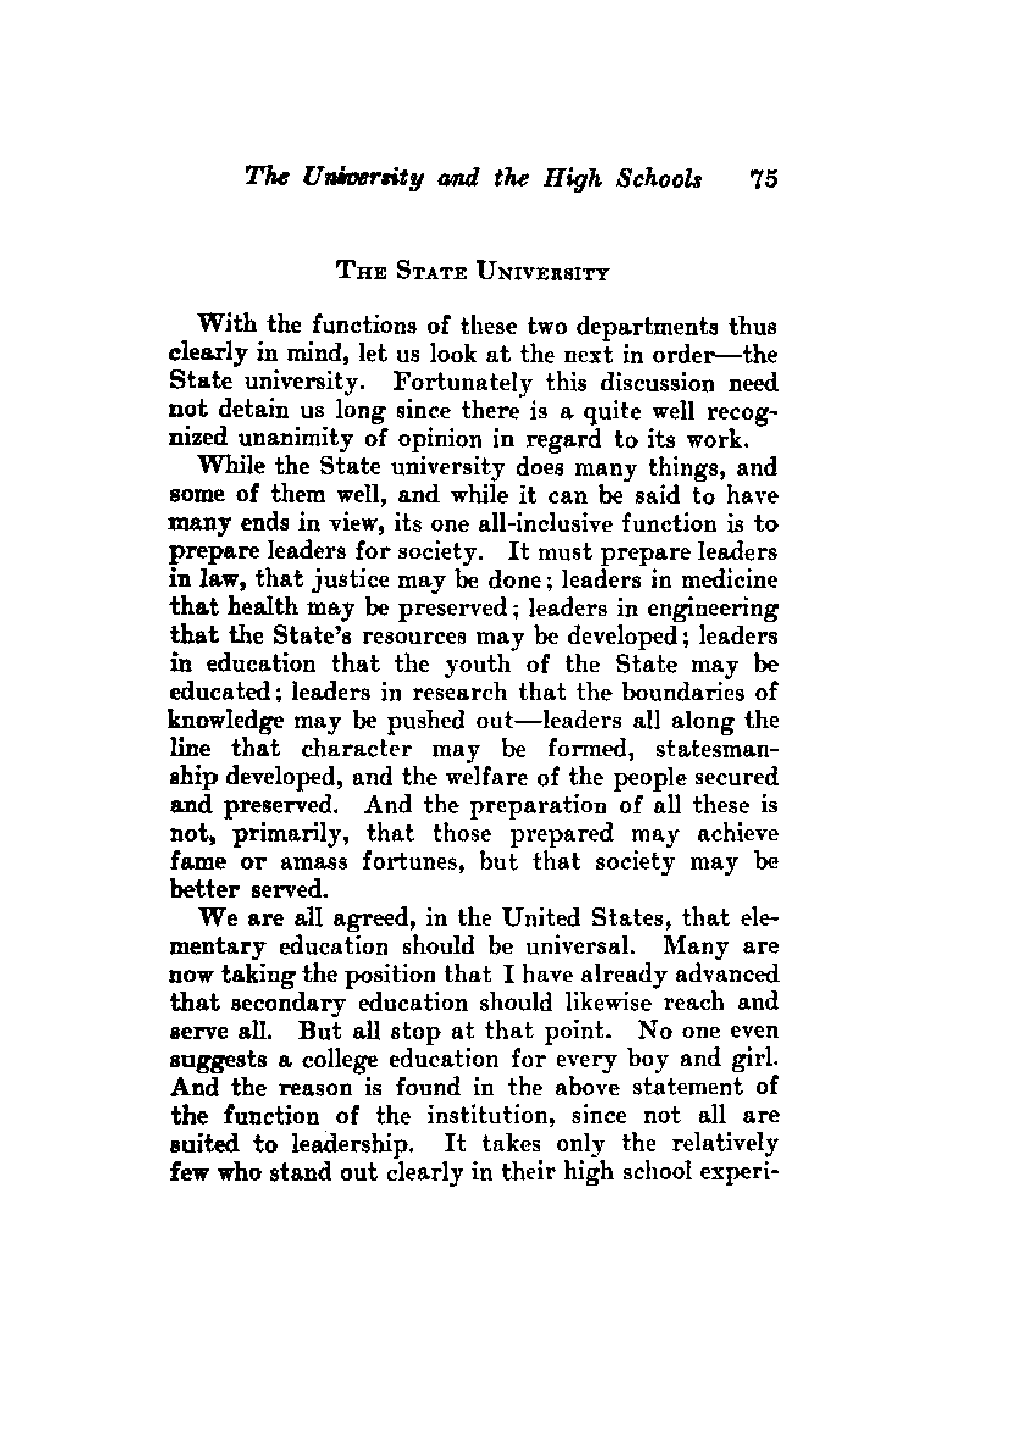 The University and the High Schools 75
THE STATE UNIVERSITY
With the functions of these two departments thus
clearly in mind, let us look at the next in order—the
State university. Fortunately this discussion need
not detain us long since there is a quite well recog-
nized unanimity of opinion in regard to its work.
While the State university does many things, and
some of them well, and while it can be said to have
many ends in view, its one all-inclusive function is to
prepare leaders for society. It must prepare leaders
in law, that justice may be done; leaders in medicine
that health may be preserved; leaders in engineering
that the State's resources may be developed; leaders
in education that the youth of the State may be
educated; leaders in research that the boundaries of
knowledge may be pushed out—leaders all along the
line that character may be formed, statesman-
ship developed, and the welfare of the people secured
and preserved. And the preparation of all these is
not, primarily, that those prepared may achieve
fame or amass fortunes, but that society may be
better served.
We are all agreed, in the United States, that ele-
mentary education should be universal. Many are
now taking the position that I have already advanced
that secondary education should likewise reach and
serve all. But all stop at that point. No one even
suggests a college education for every boy and girl.
And the reason is found in the above statement of
the function of the institution, since not all are
suited to leadership. It takes only the relatively
few who stand out clearly in their high school experi-